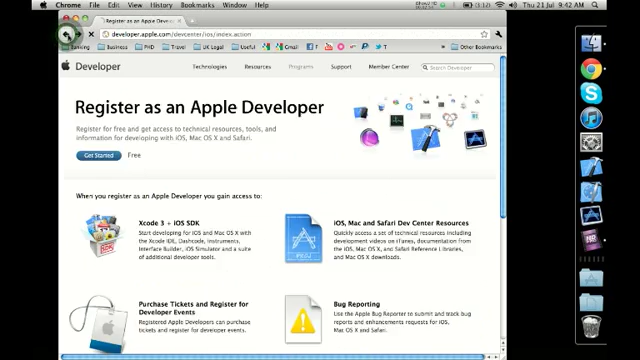 Chrome File Edit View History Bookmarks Window Help
(3:12) Thu 21 Jul 9:42 AM
Register as an Apple Develo
developer.apple.com/devcenter/ios/index.action
Banking Business PHD Travel UK Legal Useful Gmail Other Bookmarks
Developer Technologies Resources Programs Support Member Center Search Developer
Register as an Apple Developer
Register for free and get access to technical resources, tools, and
information for developing with iOS, Mac OS X and Safari.
Get Started Free
When you register as an Apple Developer you gain access to:
Xcode 3 + iOS SDK
Start developing for iOS and Mac OS X with
the Xcode IDE, Dashcode, Instruments,
Interface Builder, iOS Simulator and a suite
of additional developer tools.
iOS, Mac and Safari Dev Center Resources
Quickly access a set of technical resources including
development videos on iTunes, documentation from
the iOS, Mac OS X and Safari Reference Libraries,
and Mac OS X downloads.
Purchase Tickets and Register for
Developer Events
Registered Apple Developers can purchase
tickets and register for developer events.
Bug Reporting
Use the Apple Bug Reporter to submit and track bug
reports and enhancements requests for iOS,
Mac OS X and Safari.